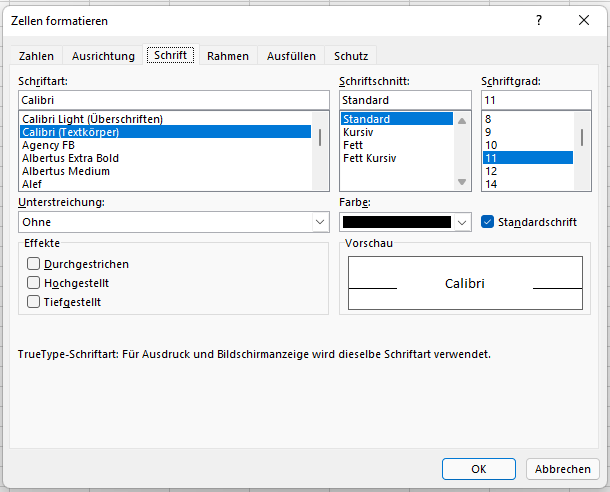 Zellen formatieren
?
Zahlen Ausrichtung Schrift Rahmen Ausfüllen Schutz
Schriftart: Schriftschnitt: Schriftgrad:
Calibri Standard 11
Calibri Light (Überschriften) Standard 8
Calibri (Textkörper) Kursiv 9
Agency FB Fett 10
Albertus Extra Bold Fett Kursiv 11
Albertus Medium 12
Alef 14
Unterstreichung: Farbe:
Ohne Standardschrift
Effekte Vorschau
Durchgestrichen
Hochgestellt Calibri
Tiefgestellt
TrueType-Schriftart: Für Ausdruck und Bildschirmanzeige wird dieselbe Schriftart verwendet.
OK Abbrechen